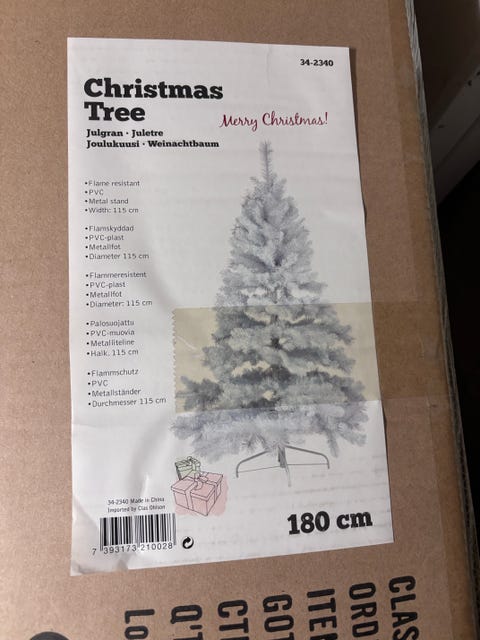 34-2340
Christmas
Tree
Merry Christmas!
Julgran · Juletre
Joulukuusi · Weinachtbaum
• Flame resistant
• PVC
• Metal stand
• Width: 115 cm
• Flamskyddad
• PVC-plast
• Metallfot
• Diameter 115 cm
• Flammeresistent
• PVC-plast
• Metallfot
• Diameter: 115 cm
• Palosuojattu
• PVC-muovia
• Metalliteline
• Halk. 115 cm
• Flammschutz
• PVC
• Metallständer
• Durchmesser 115 cm
34-2340 Made in China
Imported by Clas Ohlson
7 393173 210028
180 cm
CLAS
ORD
ITE
GO
CT
Q'T
Lo